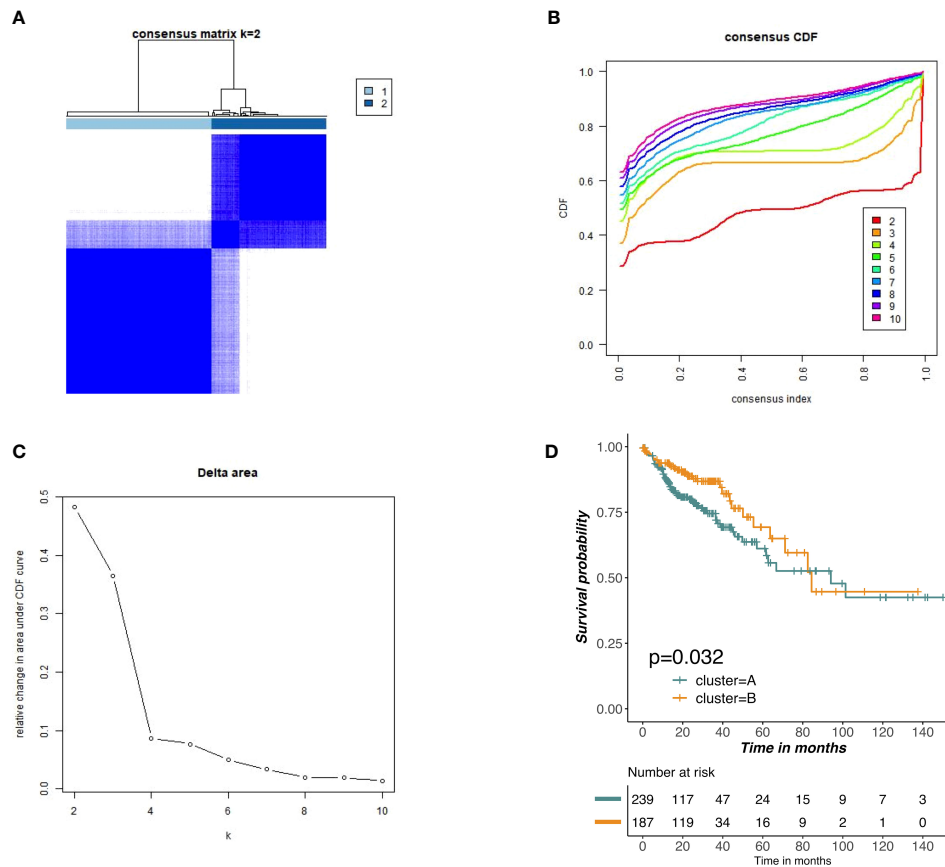 A
consensus matrix k=2
1
2
B
consensus CDF
CDF
1.0
0.8
0.6
0.4
0.2
0.0
2
3
4
5
6
7
8
9
10
0.0 0.2 0.4 0.6 0.8 1.0
consensus index
C
Delta area
relative change in area under CDF curve
0.5
0.4
0.3
0.2
0.1
0.0
2 4 6 8 10
k
D
Survival probability
1.00
0.75
0.50
0.25
0.00
p=0.032
cluster=A
cluster=B
0 20 40 60 80 100 120 140
Time in months
Number at risk
239 117 47 24 15 9 7 3
187 119 34 16 9 2 1 0
0 20 40 60 80 100 120 140
Time in months